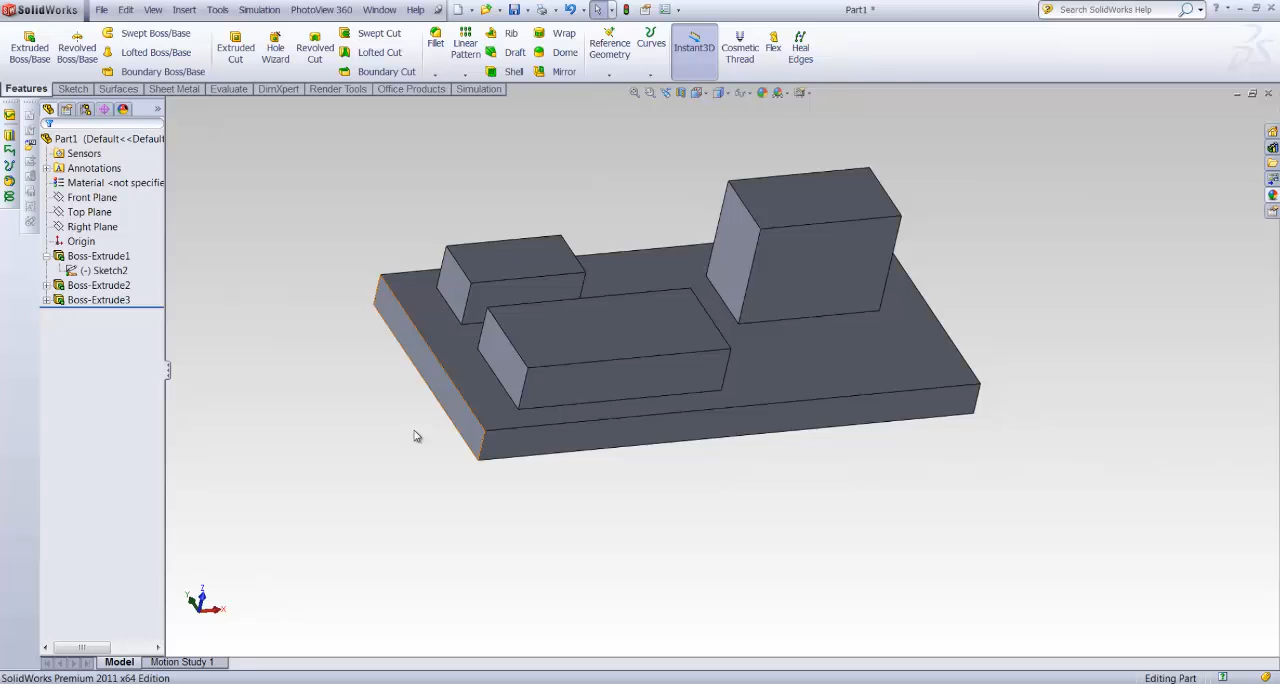 SolidWorks File Edit View Insert Tools Simulation PhotoView 360 Window Help Part1 * Search SolidWorks Help
Extruded Boss/Base
Revolved Boss/Base
Swept Boss/Base
Lofted Boss/Base
Boundary Boss/Base
Extruded Cut
Hole Wizard
Revolved Cut
Swept Cut
Lofted Cut
Boundary Cut
Fillet
Linear Pattern
Rib
Draft
Shell
Wrap
Dome
Mirror
Reference Geometry
Curves
Instant3D
Cosmetic Thread
Flex
Heal Edges
Features Sketch Surfaces Sheet Metal Evaluate DimXpert Render Tools Office Products Simulation
Part1 (Default<<Default
Sensors
Annotations
Material <not specifie
Front Plane
Top Plane
Right Plane
Origin
Boss-Extrude1
(-) Sketch2
Boss-Extrude2
Boss-Extrude3
Z
Y
X
Model Motion Study 1
SolidWorks Premium 2011 x64 Edition Editing Part